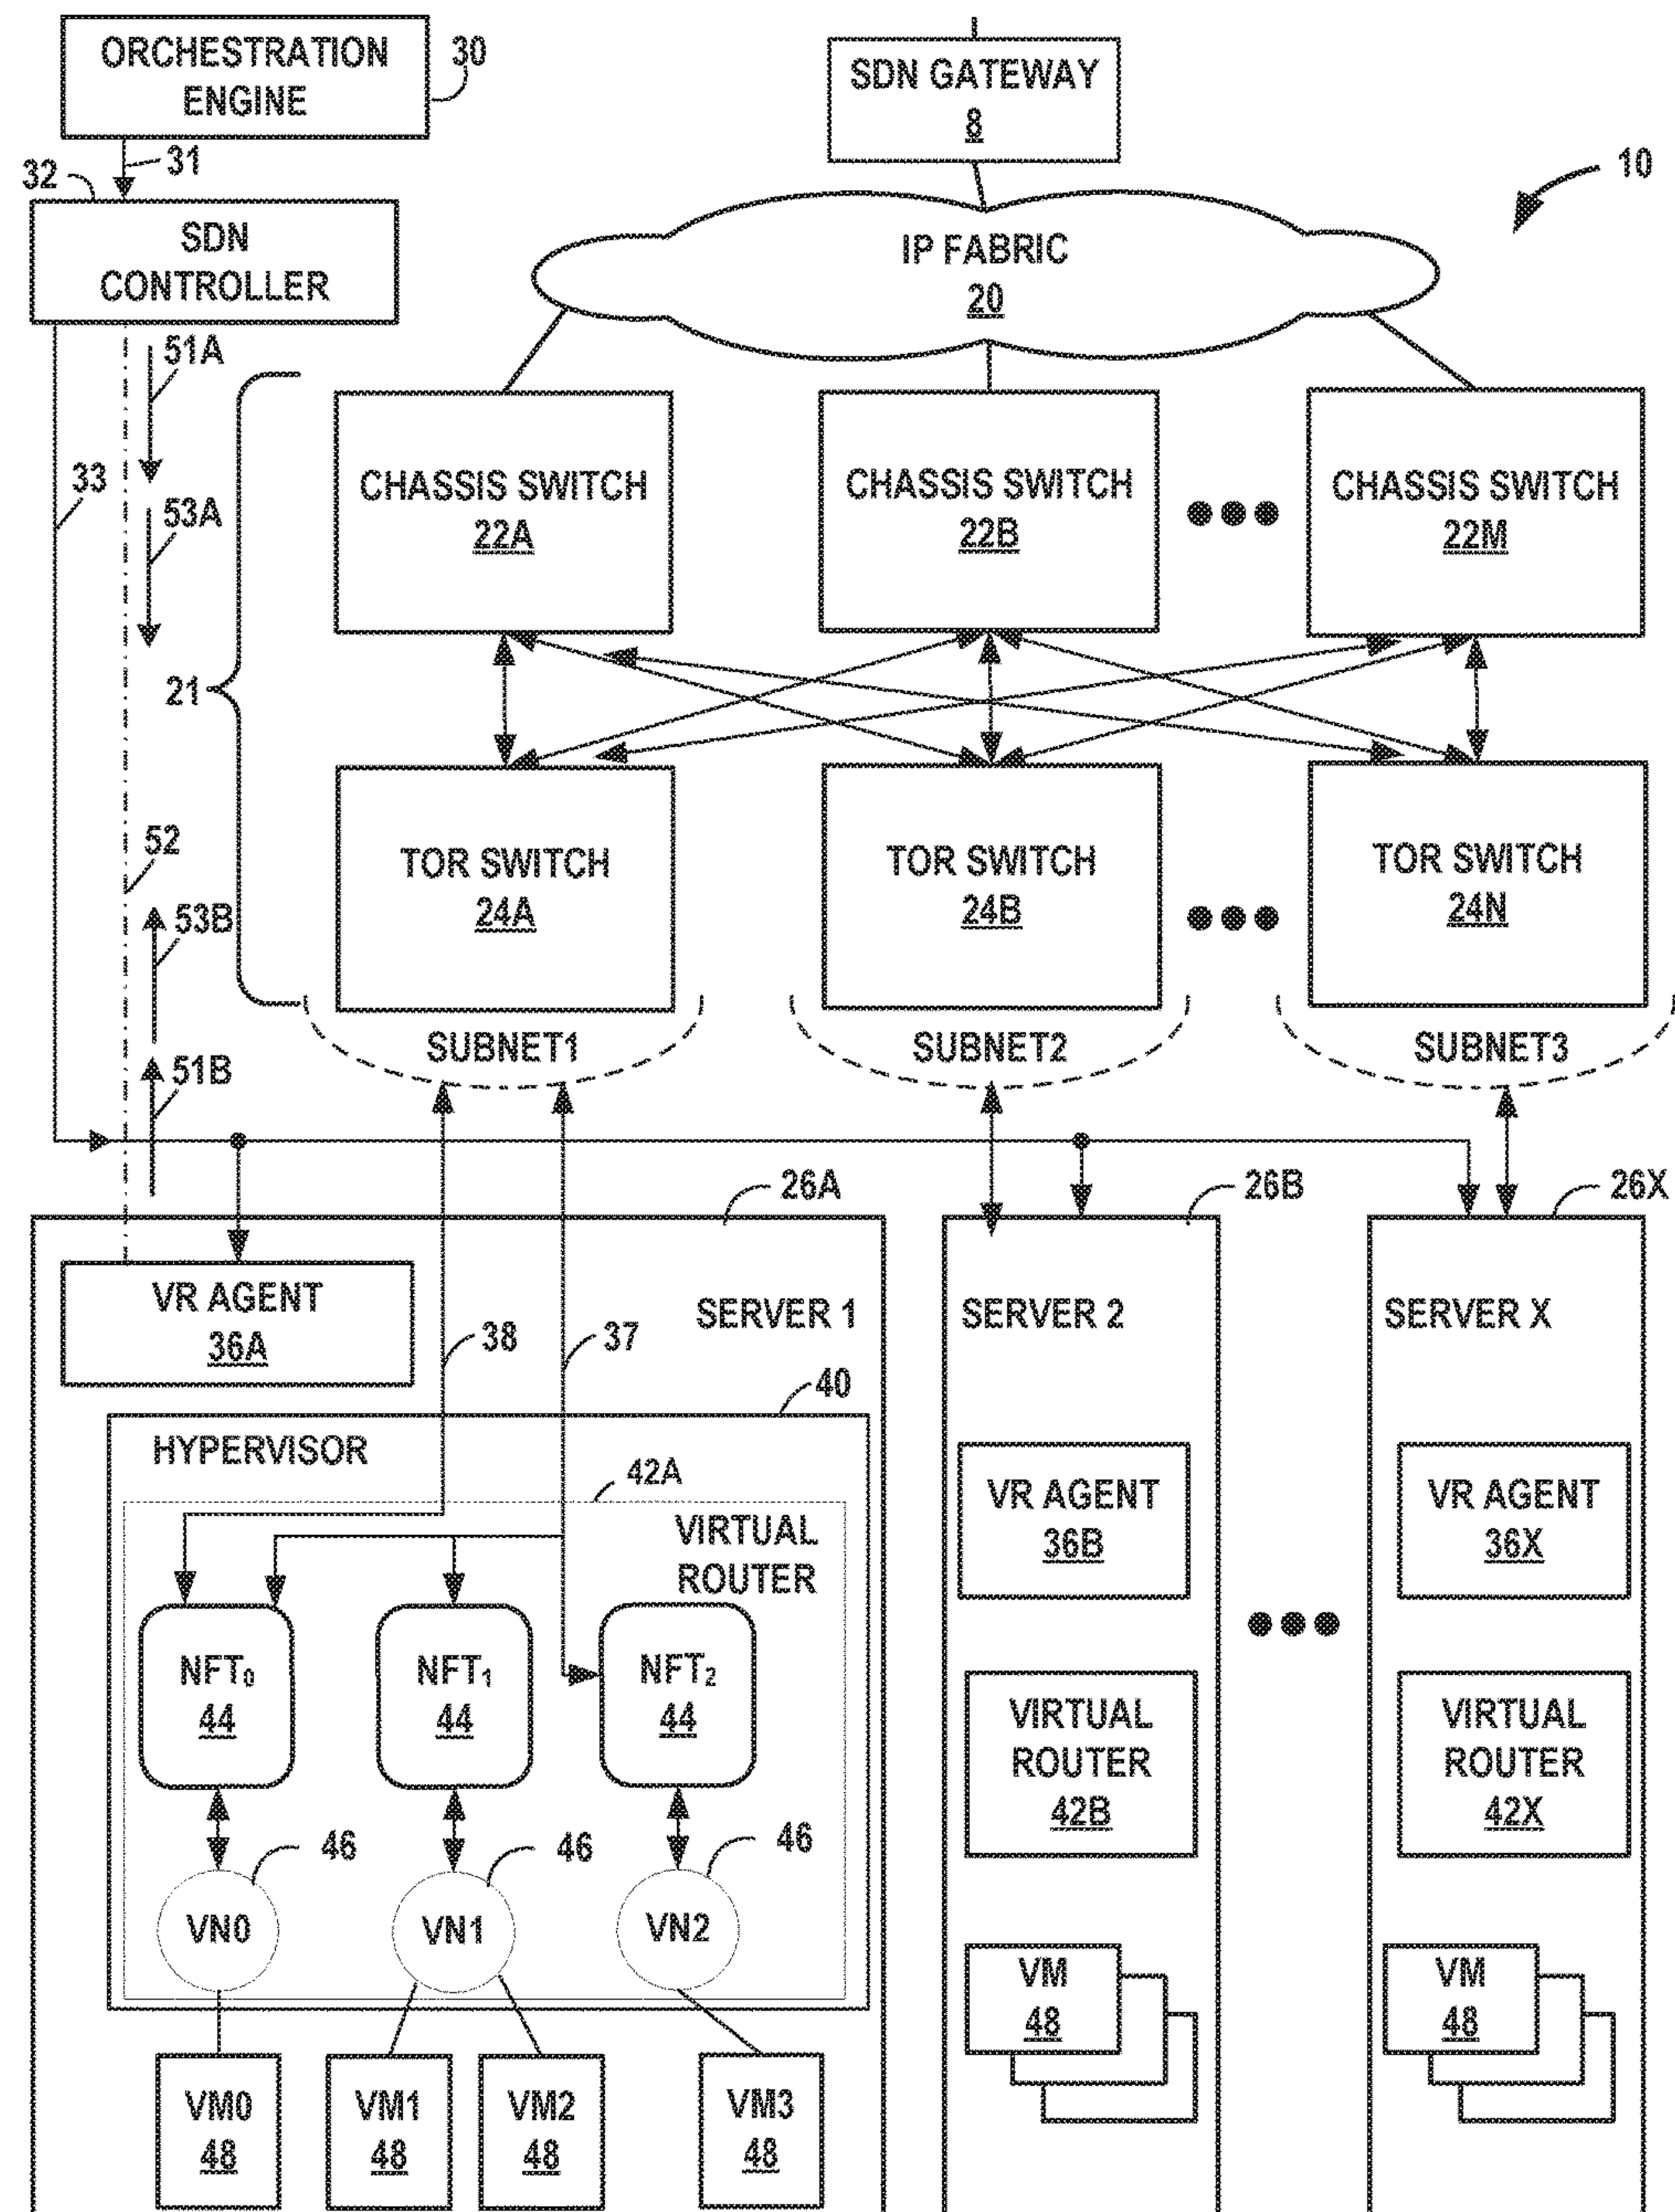 ORCHESTRATION
ENGINE
30
31
32
SDN
CONTROLLER
SDN GATEWAY
8
10
IP FABRIC
20
51A
33
53A
21
52
53B
51B
CHASSIS SWITCH
22A
CHASSIS SWITCH
22B
CHASSIS SWITCH
22M
TOR SWITCH
24A
TOR SWITCH
24B
TOR SWITCH
24N
SUBNET1
SUBNET2
SUBNET3
26A
26B
26X
VR AGENT
36A
SERVER 1
38
37
40
HYPERVISOR
42A
VIRTUAL
ROUTER
NFT₀
44
NFT₁
44
NFT₂
44
46
46
46
VN0
VN1
VN2
VM0
48
VM1
48
VM2
48
VM3
48
SERVER 2
VR AGENT
36B
VIRTUAL
ROUTER
42B
VM
48
SERVER X
VR AGENT
36X
VIRTUAL
ROUTER
42X
VM
48